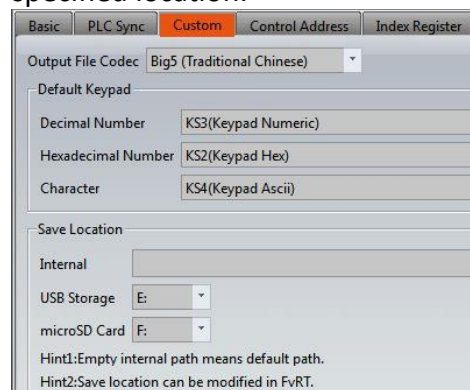 specified location.
Basic PLC Sync Custom Control Address Index Register
Output File Codec Big5 (Traditional Chinese)
Default Keypad
Decimal Number KS3(Keypad Numeric)
Hexadecimal Number KS2(Keypad Hex)
Character KS4(Keypad Ascii)
Save Location
Internal
USB Storage E:
microSD Card F:
Hint1:Empty internal path means default path.
Hint2:Save location can be modified in FvRT.